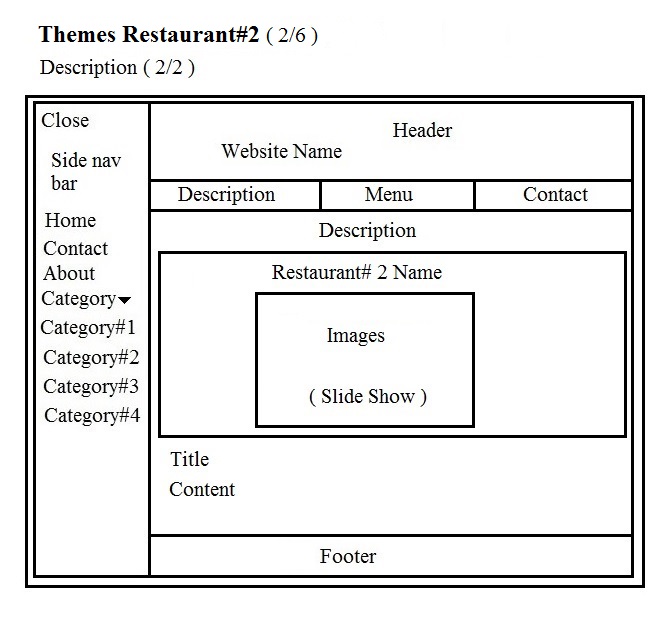 Themes Restaurant#2 ( 2/6 )
Description ( 2/2 )
Close
Side nav
bar
Home
Contact
About
Category
Category#1
Category#2
Category#3
Category#4
Header
Website Name
Description Menu Contact
Description
Restaurant# 2 Name
Images
( Slide Show )
Title
Content
Footer